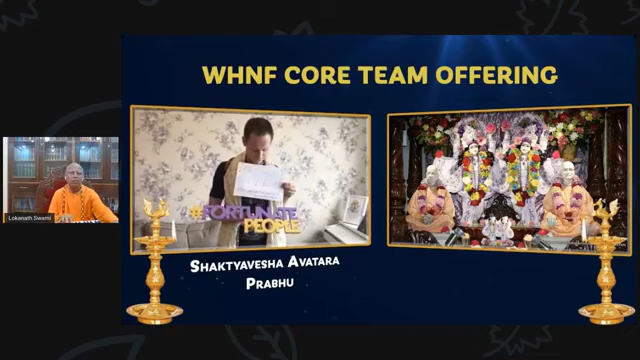 WHNF CORE TEAM OFFERING
#FORTUNATE
PEOPLE
Lokanath Swami
SHAKTYAVESHA AVATARA
PRABHU